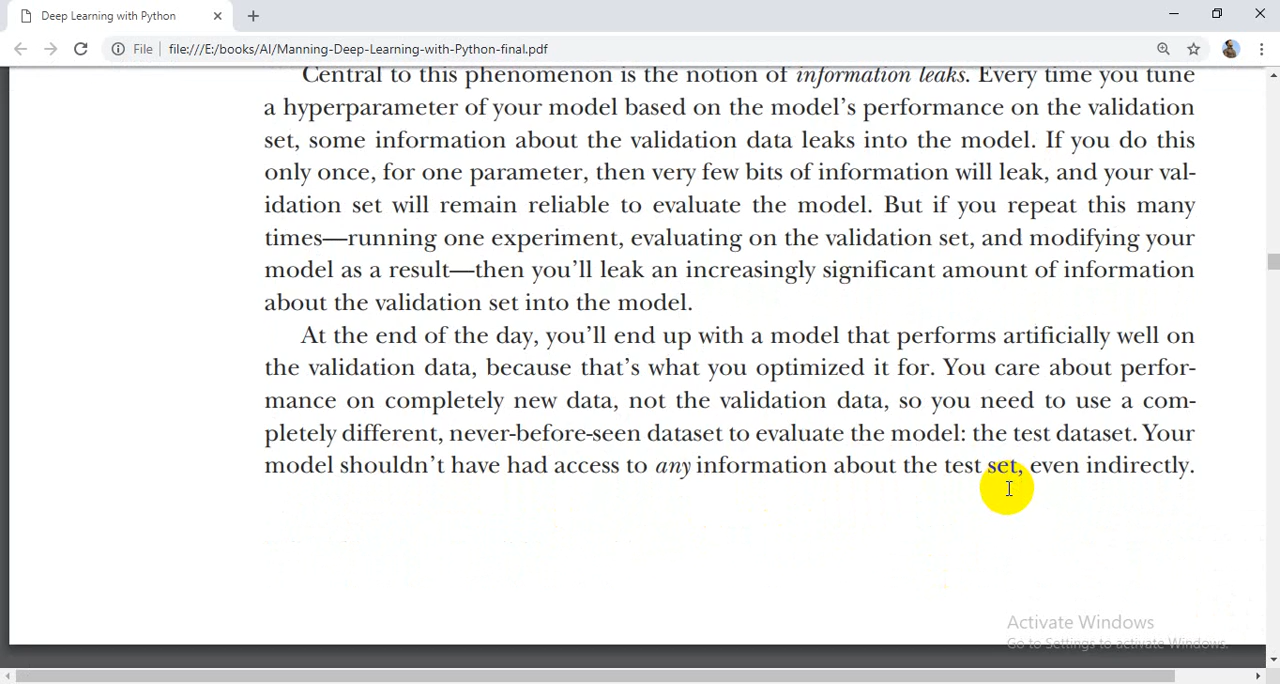 Deep Learning with Python
File
file:///E:/books/AI/Manning-Deep-Learning-with-Python-final.pdf
Central to this phenomenon is the notion of information leaks. Every time you tune
a hyperparameter of your model based on the model’s performance on the validation
set, some information about the validation data leaks into the model. If you do this
only once, for one parameter, then very few bits of information will leak, and your val-
idation set will remain reliable to evaluate the model. But if you repeat this many
times—running one experiment, evaluating on the validation set, and modifying your
model as a result—then you’ll leak an increasingly significant amount of information
about the validation set into the model.
At the end of the day, you’ll end up with a model that performs artificially well on
the validation data, because that’s what you optimized it for. You care about perfor-
mance on completely new data, not the validation data, so you need to use a com-
pletely different, never-before-seen dataset to evaluate the model: the test dataset. Your
model shouldn’t have had access to any information about the test set, even indirectly.
Activate Windows
Go to Settings to activate Windows.